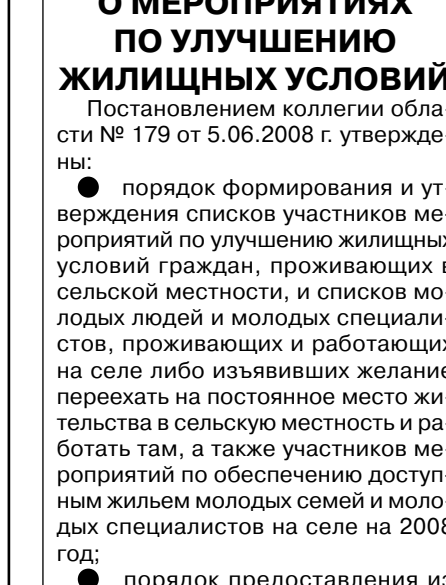 О МЕРОПРИЯТИЯХ
ПО УЛУЧШЕНИЮ
ЖИЛИЩНЫХ УСЛОВИЙ
Постановлением коллегии обла-
сти № 179 от 5.06.2008 г. утвержде-
ны:
● порядок формирования и ут-
верждения списков участников ме-
роприятий по улучшению жилищных
условий граждан, проживающих в
сельской местности, и списков мо-
лодых людей и молодых специали-
стов, проживающих и работающих
на селе либо изъявивших желание
переехать на постоянное место жи-
тельства в сельскую местность и ра-
ботать там, а также участников ме-
роприятий по обеспечению доступ-
ным жильем молодых семей и моло-
дых специалистов на селе на 2008
год;
● порядок предоставления из